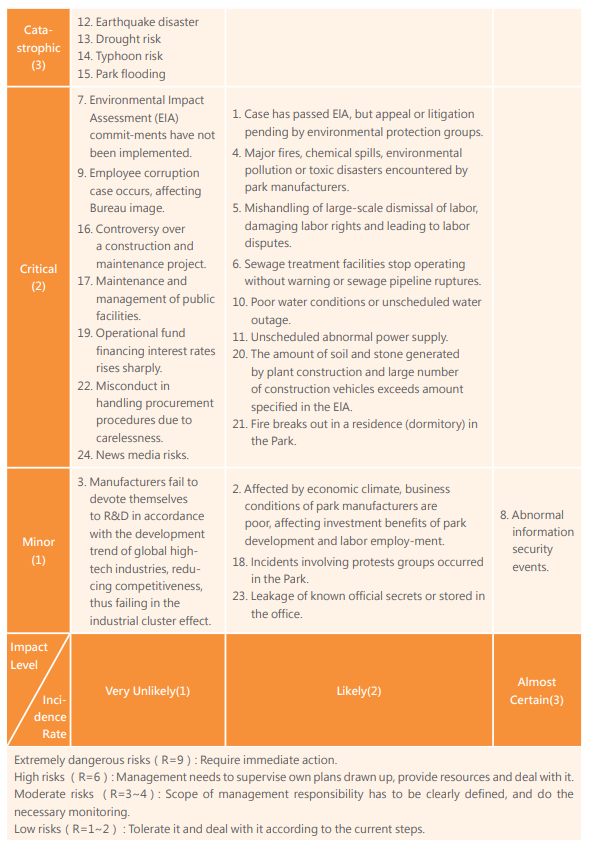 Cata-
strophic
(3)
12. Earthquake disaster
13. Drought risk
14. Typhoon risk
15. Park flooding
Critical
(2)
7. Environmental Impact
Assessment (EIA)
commit-ments have not
been implemented.
9. Employee corruption
case occurs, affecting
Bureau image.
16. Controversy over
a construction and
maintenance project.
17. Maintenance and
management of public
facilities.
19. Operational fund
financing interest rates
rises sharply.
22. Misconduct in
handling procurement
procedures due to
carelessness.
24. News media risks.
1. Case has passed EIA, but appeal or litigation
pending by environmental protection groups.
4. Major fires, chemical spills, environmental
pollution or toxic disasters encountered by
park manufacturers.
5. Mishandling of large-scale dismissal of labor,
damaging labor rights and leading to labor
disputes.
6. Sewage treatment facilities stop operating
without warning or sewage pipeline ruptures.
10. Poor water conditions or unscheduled water
outage.
11. Unscheduled abnormal power supply.
20. The amount of soil and stone generated
by plant construction and large number
of construction vehicles exceeds amount
specified in the EIA.
21. Fire breaks out in a residence (dormitory) in
the Park.
Minor
(1)
3. Manufacturers fail to
devote themselves
to R&D in accordance
with the development
trend of global high-
tech industries, redu-
cing competitiveness,
thus failing in the
industrial cluster effect.
2. Affected by economic climate, business
conditions of park manufacturers are
poor, affecting investment benefits of park
development and labor employ-ment.
18. Incidents involving protests groups occurred
in the Park.
23. Leakage of known official secrets or stored in
the office.
8. Abnormal
information
security
events.
Impact
Level
Inci-
dence
Rate
Very Unlikely(1)
Likely(2)
Almost
Certain(3)
Extremely dangerous risks ( R=9 ) : Require immediate action.
High risks ( R=6 ) : Management needs to supervise own plans drawn up, provide resources and deal with it.
Moderate risks ( R=3~4 ) : Scope of management responsibility has to be clearly defined, and do the
necessary monitoring.
Low risks ( R=1~2 ) : Tolerate it and deal with it according to the current steps.